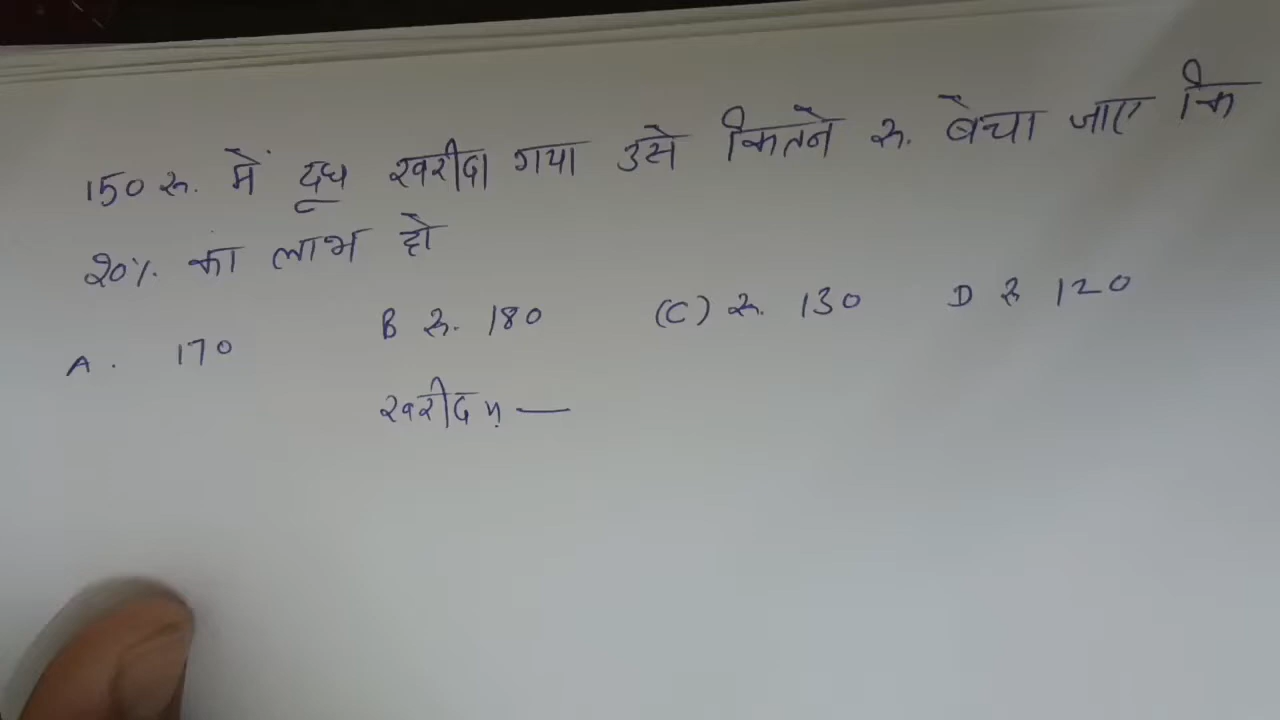 150 रू. में दूध खरीदा गया उसे कितने रू. बेचा जाए कि
20% का लाभ हो
A. 170 B रू. 180 (C) रू. 130 D रू 120
खरीद मू —